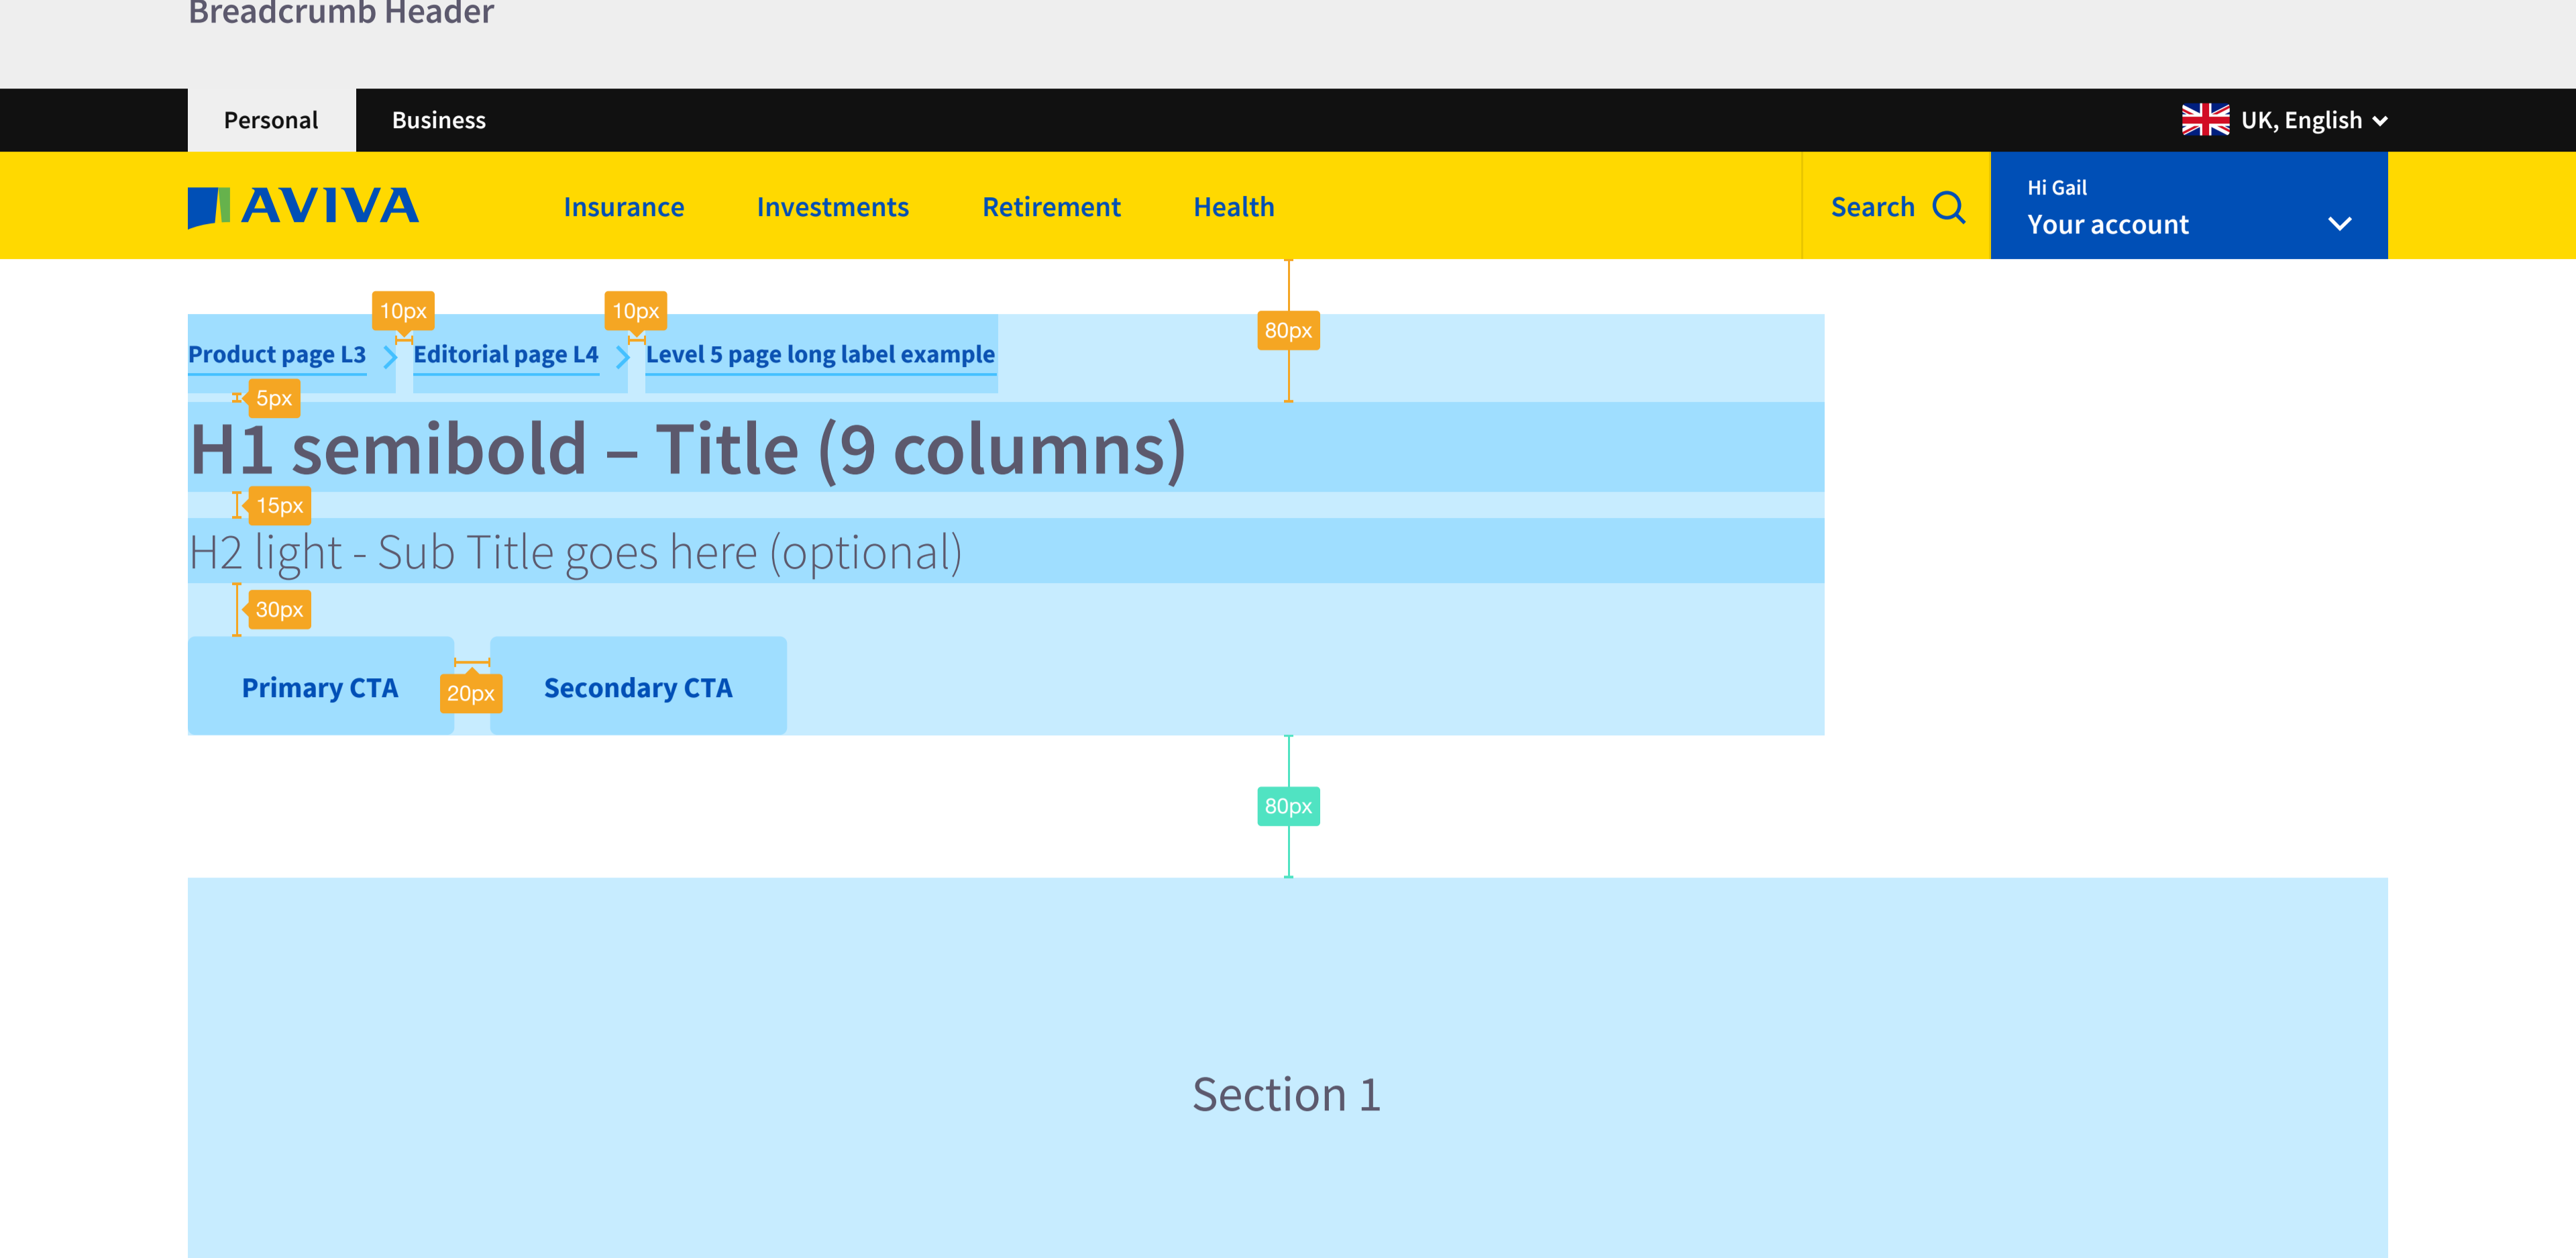 Breadcrumb Header
Personal
Business
UK, English
AVIVA
Insurance
Investments
Retirement
Health
Search
Hi Gail
Your account
10px
10px
80px
Product page L3
Editorial page L4
Level 5 page long label example
5px
H1 semibold – Title (9 columns)
15px
H2 light - Sub Title goes here (optional)
30px
Primary CTA
20px
Secondary CTA
80px
Section 1